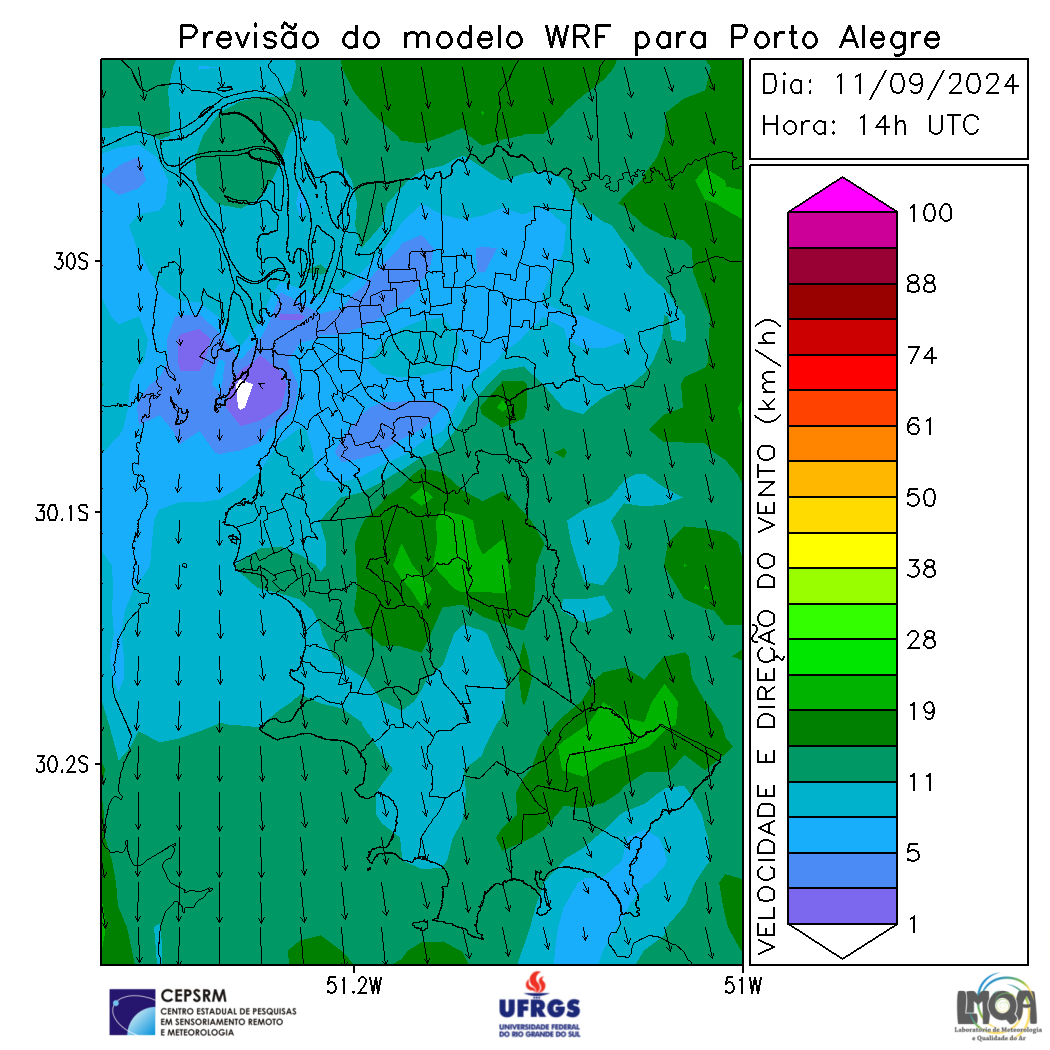 Previsão do modelo WRF para Porto Alegre
Dia: 11/09/2024
Hora: 14h UTC
30S
30.1S
30.2S
51.2W
51W
VELOCIDADE E DIREÇÃO DO VENTO (km/h)
100
88
74
61
50
38
28
19
11
5
1
CEPSRM
CENTRO ESTADUAL DE PESQUISAS
EM SENSORIAMENTO REMOTO
E METEOROLOGIA
UFRGS
UNIVERSIDADE FEDERAL
DO RIO GRANDE DO SUL
LMQA
Laboratório de Meteorologia
e Qualidade do Ar